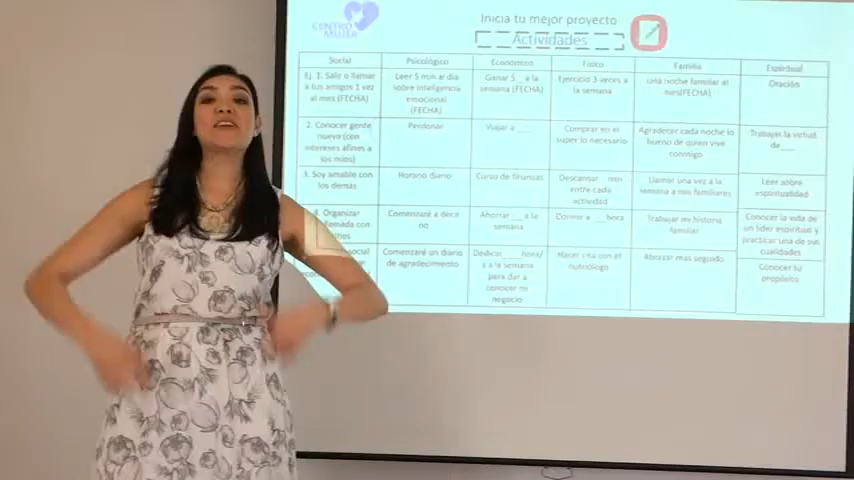 CENTRO
MUJER
Inicia tu mejor proyecto
Actividades
Social
Psicológico
Económico
Físico
Familia
Espiritual
Ej. 1. Salir o llamar
a tus amigos 1 vez
al mes (FECHA)
Leer 5 min al día
sobre inteligencia
emocional
(FECHA)
Ganar $ _ a la
semana (FECHA)
Ejercicio 3 veces a
la semana
Una noche familiar al
mes(FECHA)
Oración
2. Conocer gente
nueva (con
intereses afines a
los míos)
Perdonar
Viajar a ___
Comprar en el
super lo necesario
Agradecer cada noche lo
bueno de quien vive
conmigo
Trabajar la virtud
de___
3. Soy amable con
los demás
Horario diario
Curso de finanzas
Descansar __ min
entre cada
actividad
Llamar una vez a la
semana a mis familiares
Leer sobre
espiritualidad
4. Organizar
con
Comenzaré a decir
no
Ahorrar ___ a la
semana
Dormir a __ hora
Trabajar mi historia
familiar
Conocer la vida de
un líder espiritual y
practicar una de sus
cualidades
social
Comenzaré un diario
de agradecimiento
Dedicar ___ hora/
s a la semana
para dar a
conocer mi
negocio
Hacer cita con el
nutriólogo
Abrazar más seguido
Conocer tu
propósito